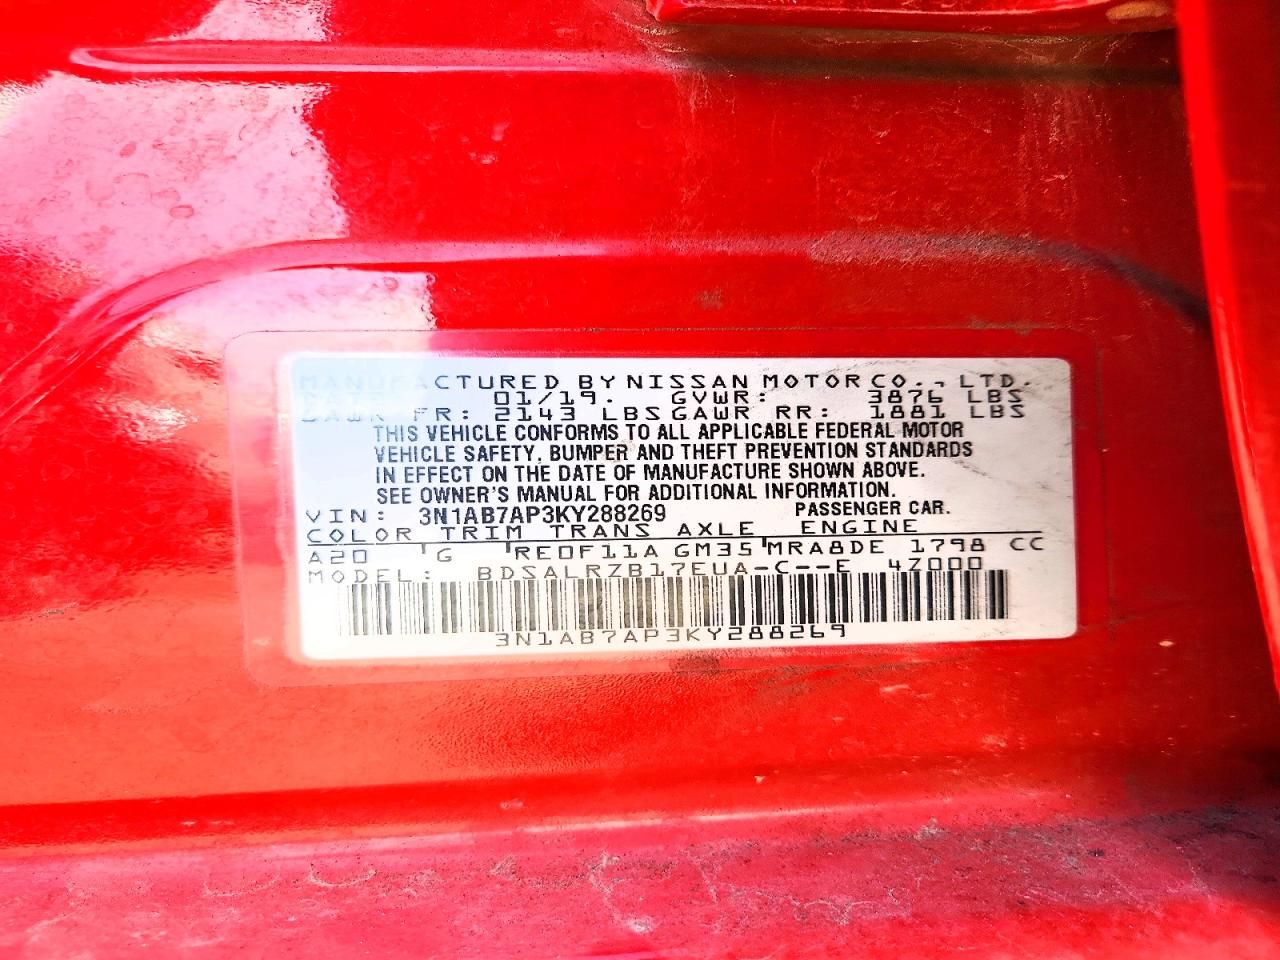 MANUFACTURED BY NISSAN MOTOR CO., LTD.
01/19. GVWR: 3876 LBS
GAWR FR: 2143 LBS GAWR RR: 1881 LBS
THIS VEHICLE CONFORMS TO ALL APPLICABLE FEDERAL MOTOR
VEHICLE SAFETY, BUMPER AND THEFT PREVENTION STANDARDS
IN EFFECT ON THE DATE OF MANUFACTURE SHOWN ABOVE.
SEE OWNER'S MANUAL FOR ADDITIONAL INFORMATION.
VIN: 3N1AB7AP3KY288269 PASSENGER CAR.
COLOR TRIM TRANS AXLE ENGINE
A20 'G 'RE0F11A GM35'MRA8DE 1798 CC
MODEL: BDSALRZB17EUA-C--E 4Z000
3N1AB7AP3KY288269